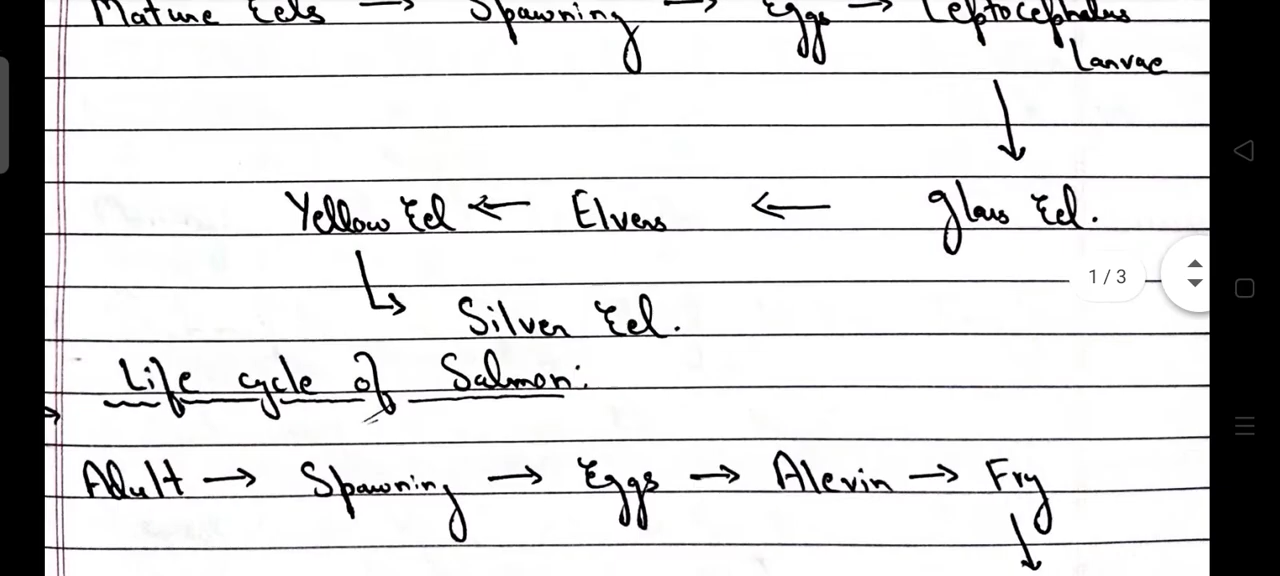 Mature Eels → Spawning → Eggs → Leptocephalus
Larvae
↓
Yellow Eel ← Elvers ← glass Eel.
1 / 3
↳ Silver Eel.
Life cycle of Salmon:
Adult → Spawning → Eggs → Alevin → Fry
↓